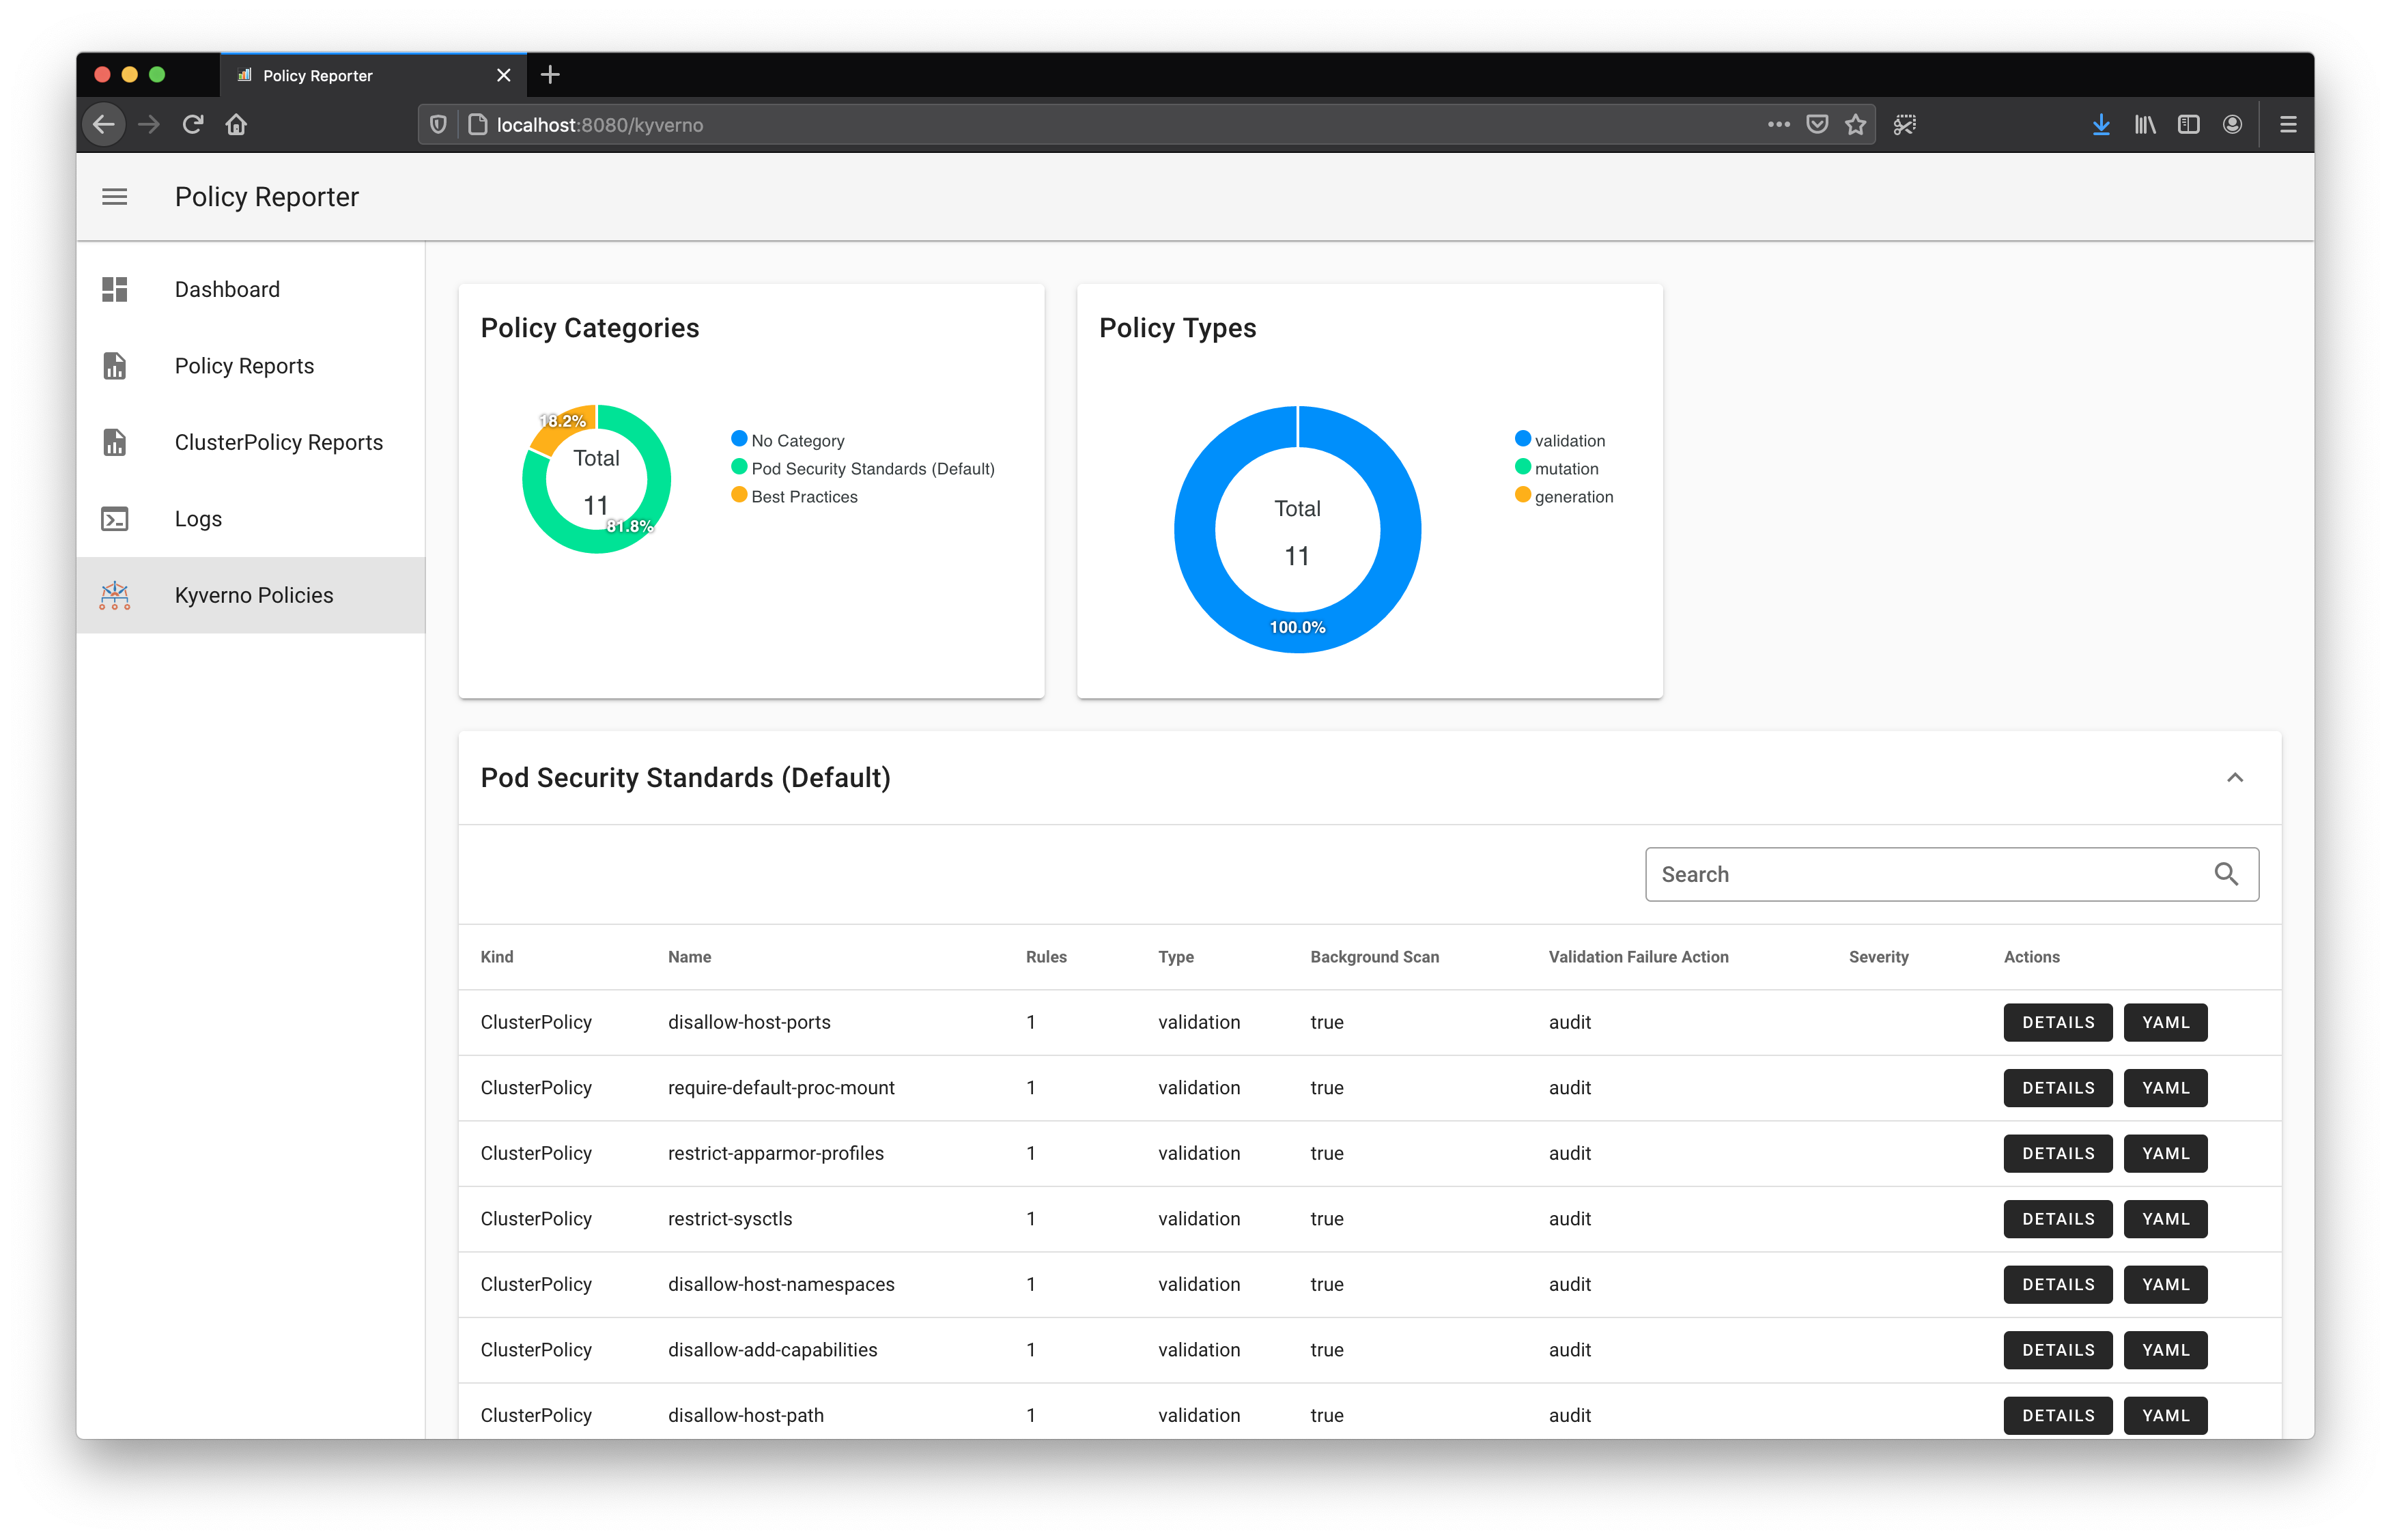 Policy Reporter
localhost:8080/kyverno
Policy Reporter
Dashboard
Policy Reports
ClusterPolicy Reports
Logs
Kyverno Policies
Policy Categories
18.2%
Total
11
81.8%
No Category
Pod Security Standards (Default)
Best Practices
Policy Types
Total
11
100.0%
validation
mutation
generation
Pod Security Standards (Default)
Search
Kind Name Rules Type Background Scan Validation Failure Action Severity Actions
ClusterPolicy disallow-host-ports 1 validation true audit DETAILS YAML
ClusterPolicy require-default-proc-mount 1 validation true audit DETAILS YAML
ClusterPolicy restrict-apparmor-profiles 1 validation true audit DETAILS YAML
ClusterPolicy restrict-sysctls 1 validation true audit DETAILS YAML
ClusterPolicy disallow-host-namespaces 1 validation true audit DETAILS YAML
ClusterPolicy disallow-add-capabilities 1 validation true audit DETAILS YAML
ClusterPolicy disallow-host-path 1 validation true audit DETAILS YAML